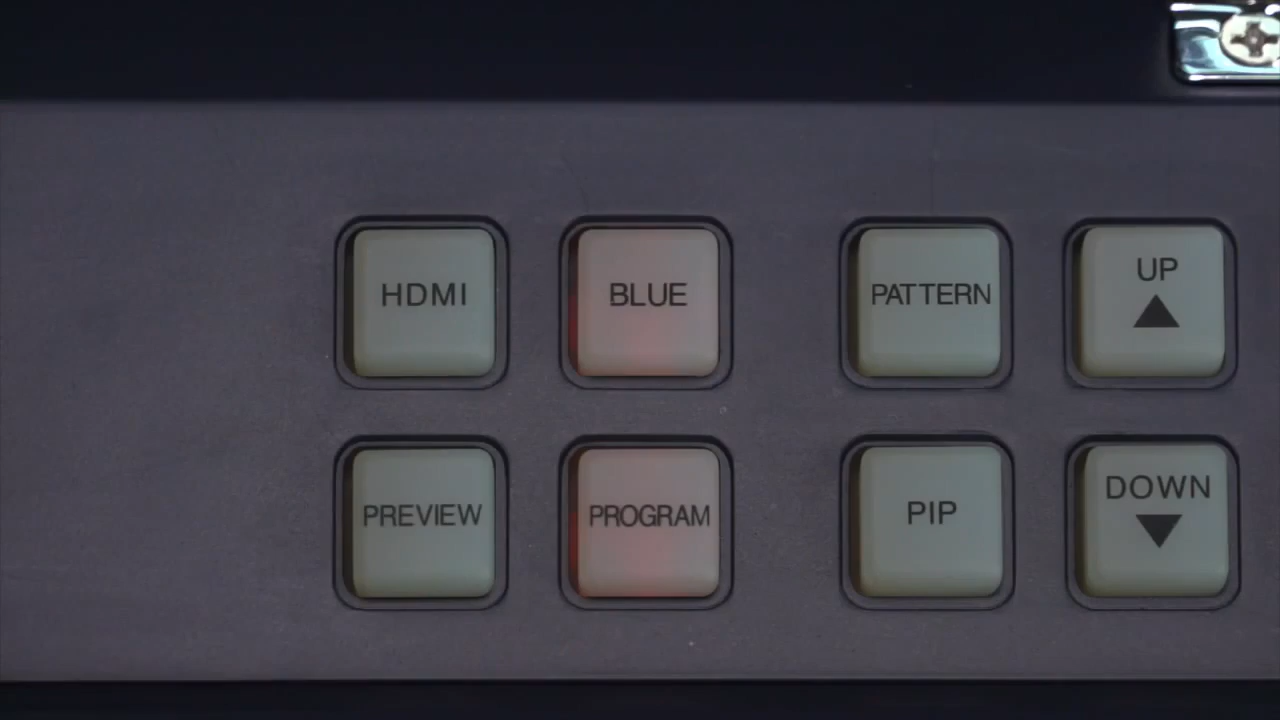 HDMI
BLUE
PATTERN
UP
PREVIEW
PROGRAM
PIP
DOWN